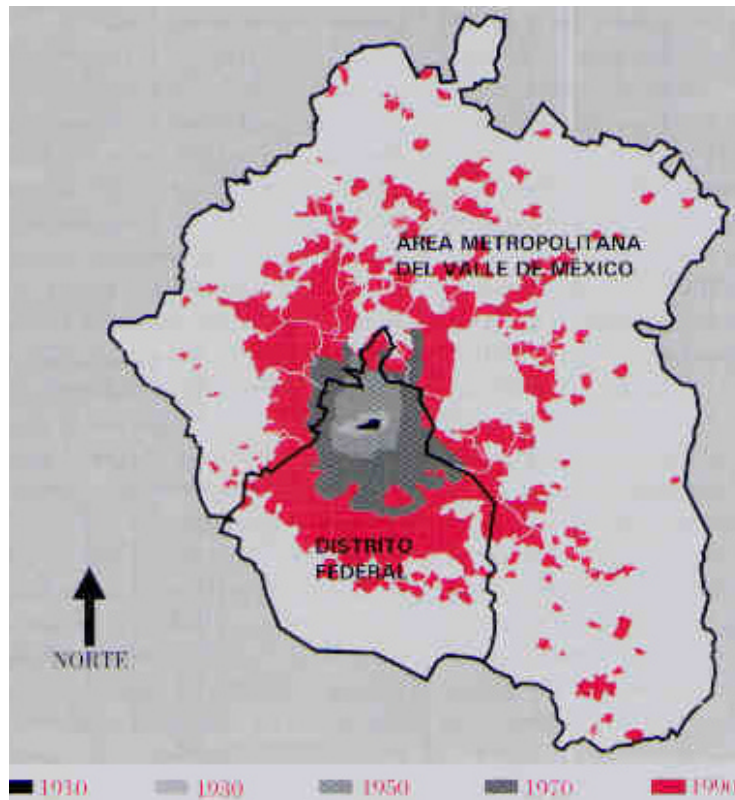 AREA METROPOLITANA
DEL VALLE DE MÉXICO
DISTRITO
FEDERAL
NORTE
1910 1930 1950 1970 1990